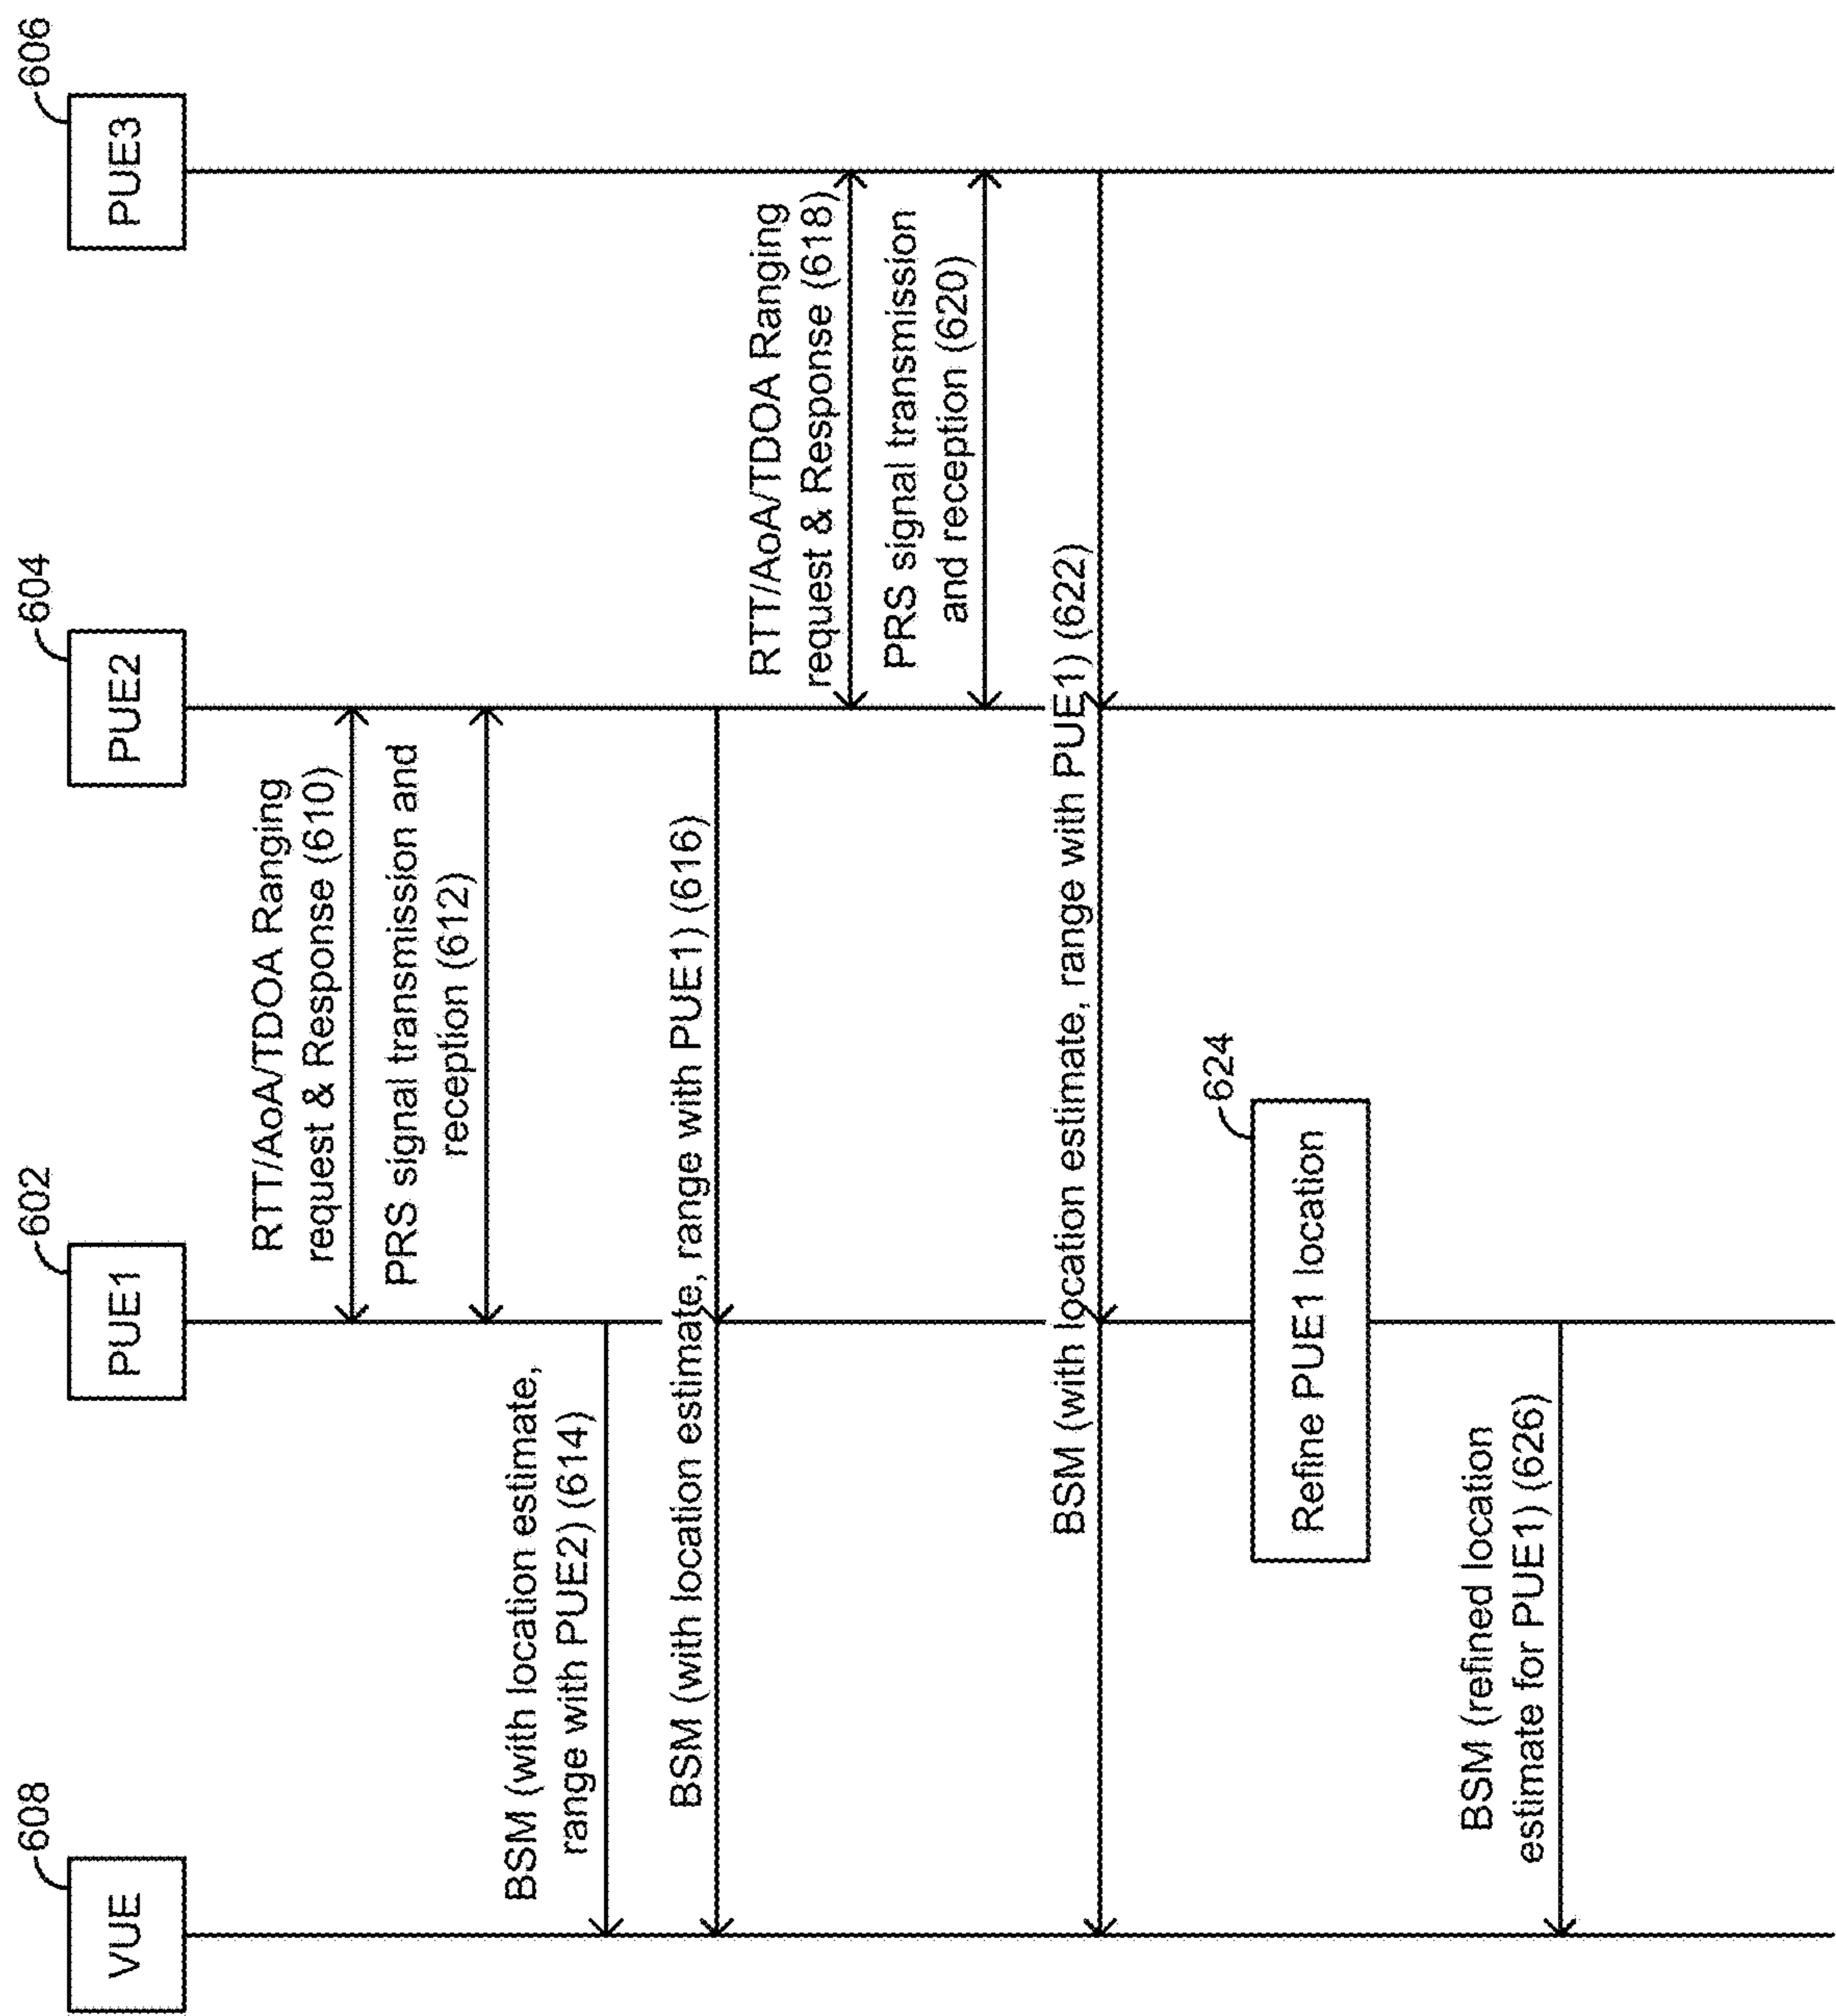 608
VUE
602
PUE1
604
PUE2
606
PUE3
RTT/AoA/TDOA Ranging
request & Response (610)
PRS signal transmission and
reception (612)
BSM (with location estimate,
range with PUE2) (614)
BSM (with location estimate, range with PUE1) (616)
RTT/AoA/TDOA Ranging
request & Response (618)
PRS signal transmission
and reception (620)
BSM (with location estimate, range with PUE1) (622)
624
Refine PUE1 location
BSM (refined location
estimate for PUE1) (626)